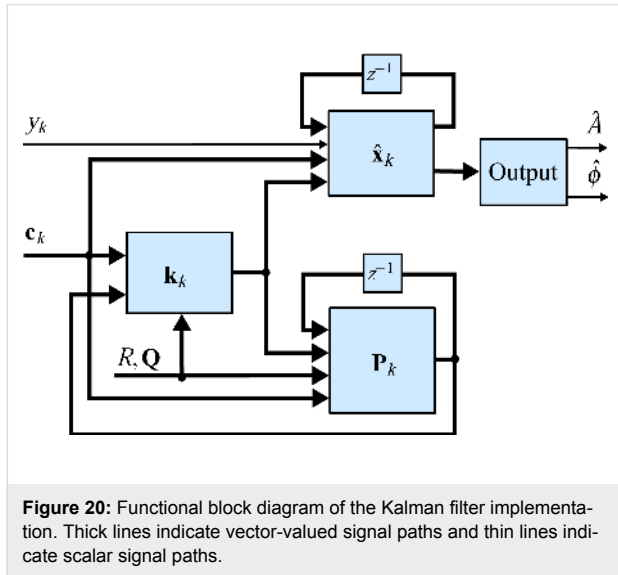 z⁻¹
y_k
x̂_k
Output
Â
ϕ̂
c_k
k_k
z⁻¹
R, Q
P_k
Figure 20: Functional block diagram of the Kalman filter implementa-
tion. Thick lines indicate vector-valued signal paths and thin lines indi-
cate scalar signal paths.